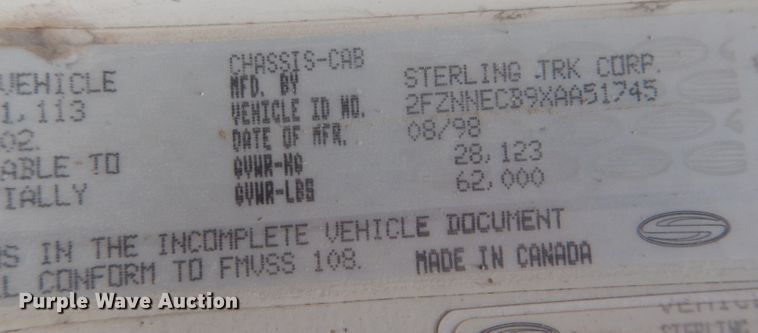 CHASSIS-CAB
VEHICLE MFD. BY STERLING TRK CORP.
1,113 VEHICLE ID NO. 2FZNNECB9XAA51745
02. DATE OF MFR. 08/98
ABLE TO GVWR-KG 28,123
IALLY GVWR-LBS 62,000
S IN THE INCOMPLETE VEHICLE DOCUMENT
L CONFORM TO FMVSS 108. MADE IN CANADA
Purple Wave Auction
STERLING